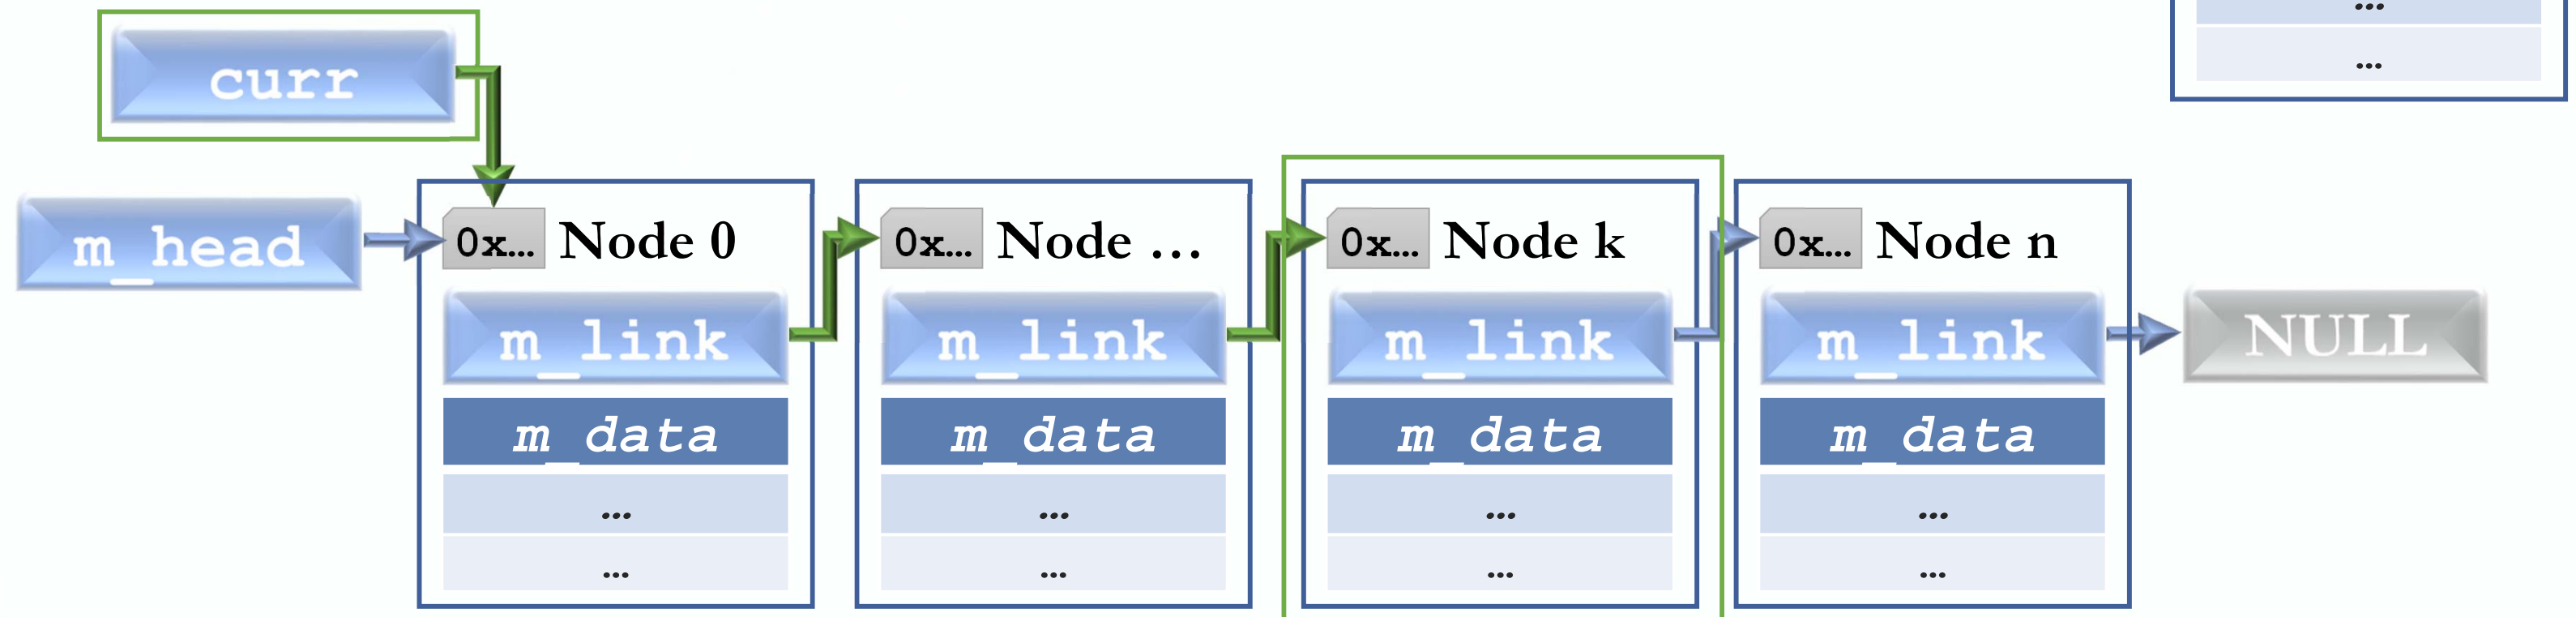 ...
...
curr
m_head
0x... Node 0
0x... Node ...
0x... Node k
0x... Node n
m_link
m_link
m_link
m_link
NULL
m_data
m_data
m_data
m_data
...
...
...
...
...
...
...
...